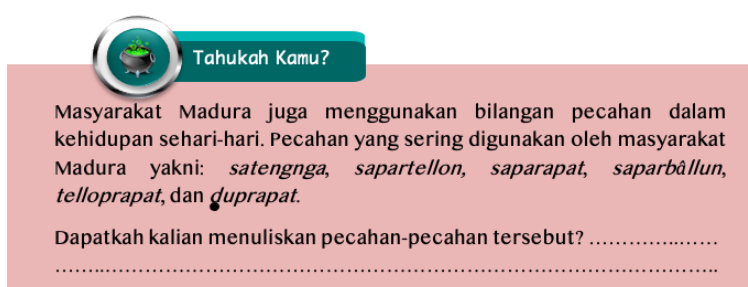 Tahukah Kamu?
Masyarakat Madura juga menggunakan bilangan pecahan dalam
kehidupan sehari-hari. Pecahan yang sering digunakan oleh masyarakat
Madura yakni: satengnga, sapartellon, saparapat, saparbâllun,
telloprapat, dan duprapat.
Dapatkah kalian menuliskan pecahan-pecahan tersebut? ....................
........................................................................................................